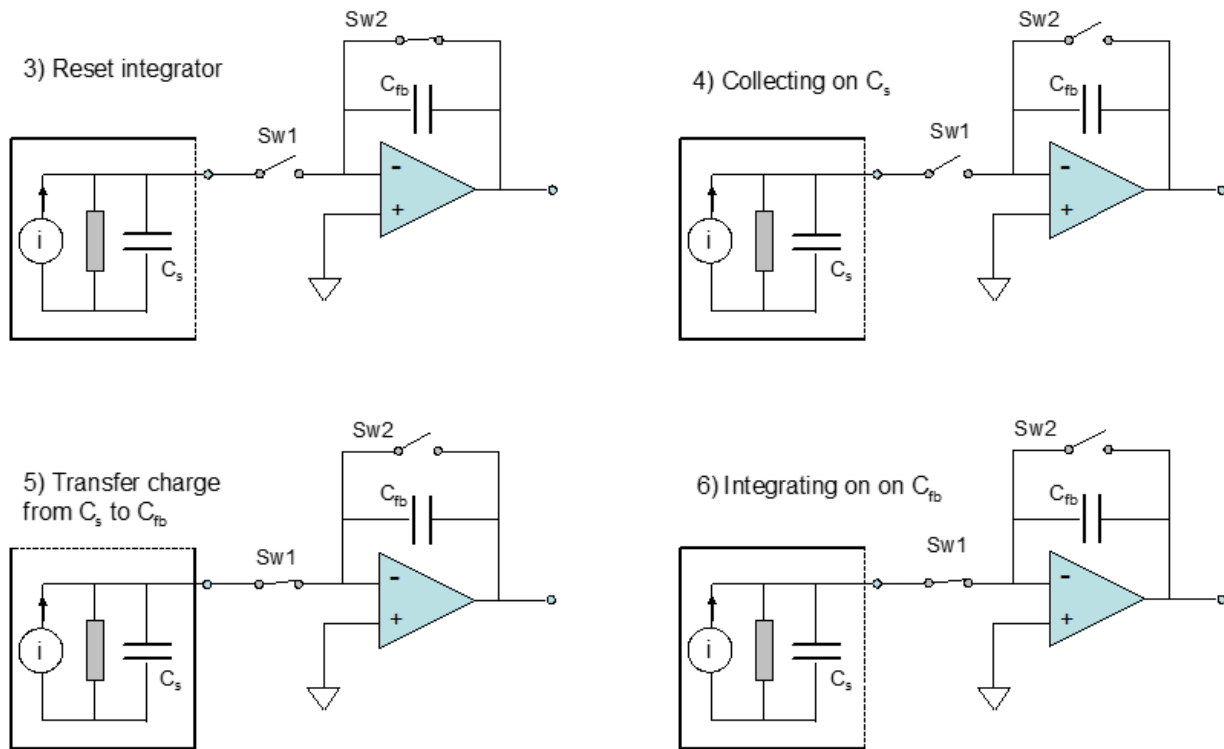 Sw2
3) Reset integrator
Cfb
Sw1
-
+
i
Cs
Sw2
4) Collecting on Cs
Cfb
Sw1
-
+
i
Cs
Sw2
5) Transfer charge
from Cs to Cfb
Cfb
Sw1
-
+
i
Cs
Sw2
6) Integrating on on Cfb
Cfb
Sw1
-
+
i
Cs